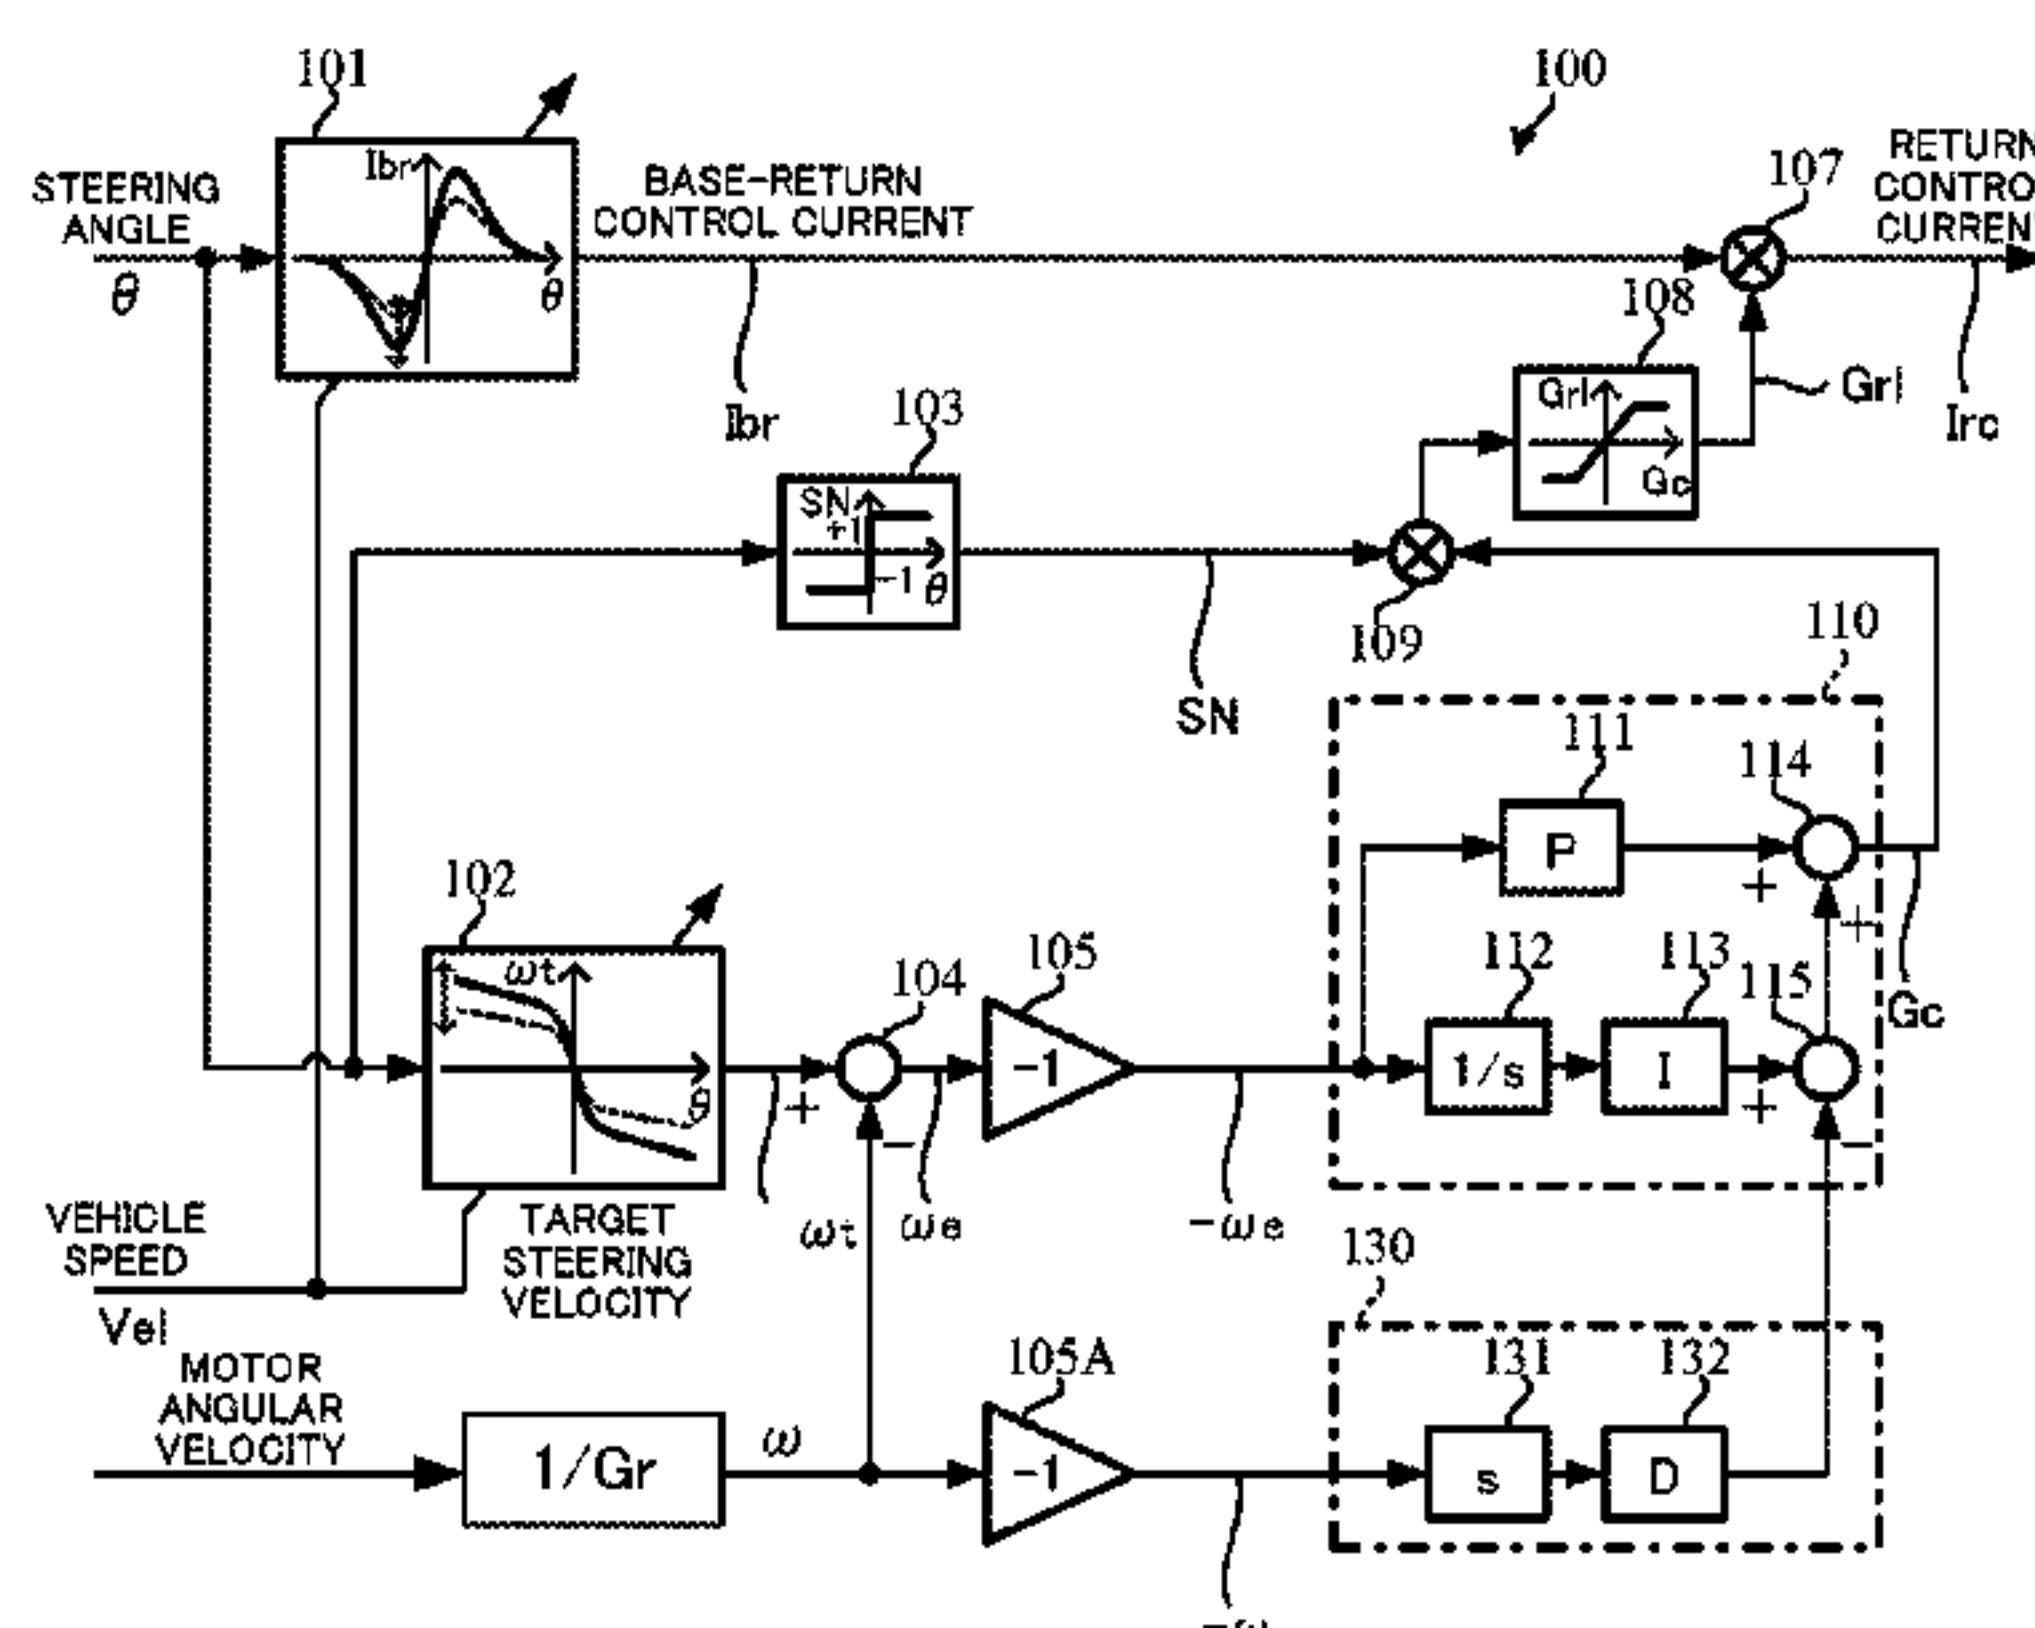 101
100
STEERING
ANGLE
θ
Ibr
θ
BASE-RETURN
CONTROL CURRENT
107
RETURN
CONTRO
CURREN
108
Ibr
103
Grl
Gc
Grl
Irc
SN
+1
-1
θ
109
SN
110
111
114
P
+
+
102
ωt
θ
104
105
-1
112
113
115
1/s
I
Gc
+
-
+
-
VEHICLE
SPEED
Vel
TARGET
STEERING
VELOCITY
ωt
ωe
-ωe
130
MOTOR
ANGULAR
VELOCITY
1/Gr
ω
105A
-1
131
132
s
D